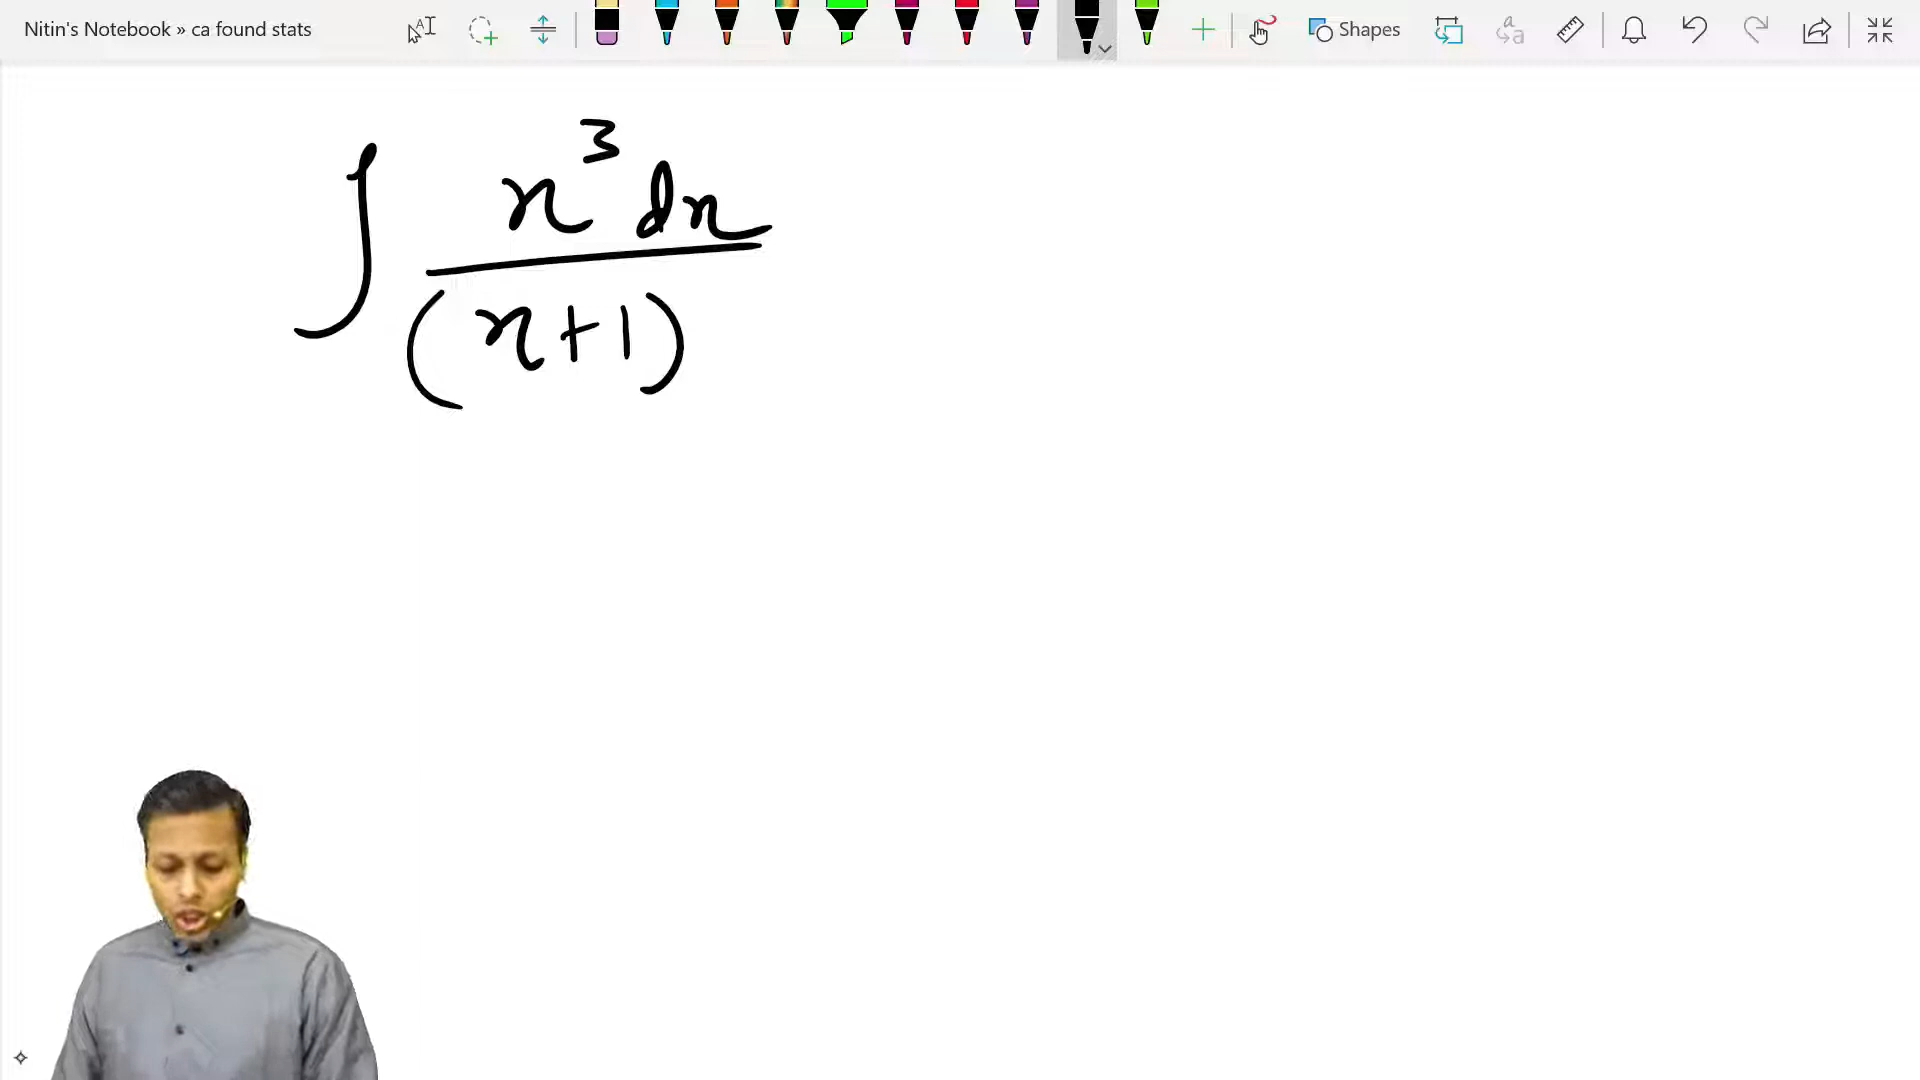 Nitin's Notebook » ca found stats
Shapes
∫ x³ dx
(x+1)